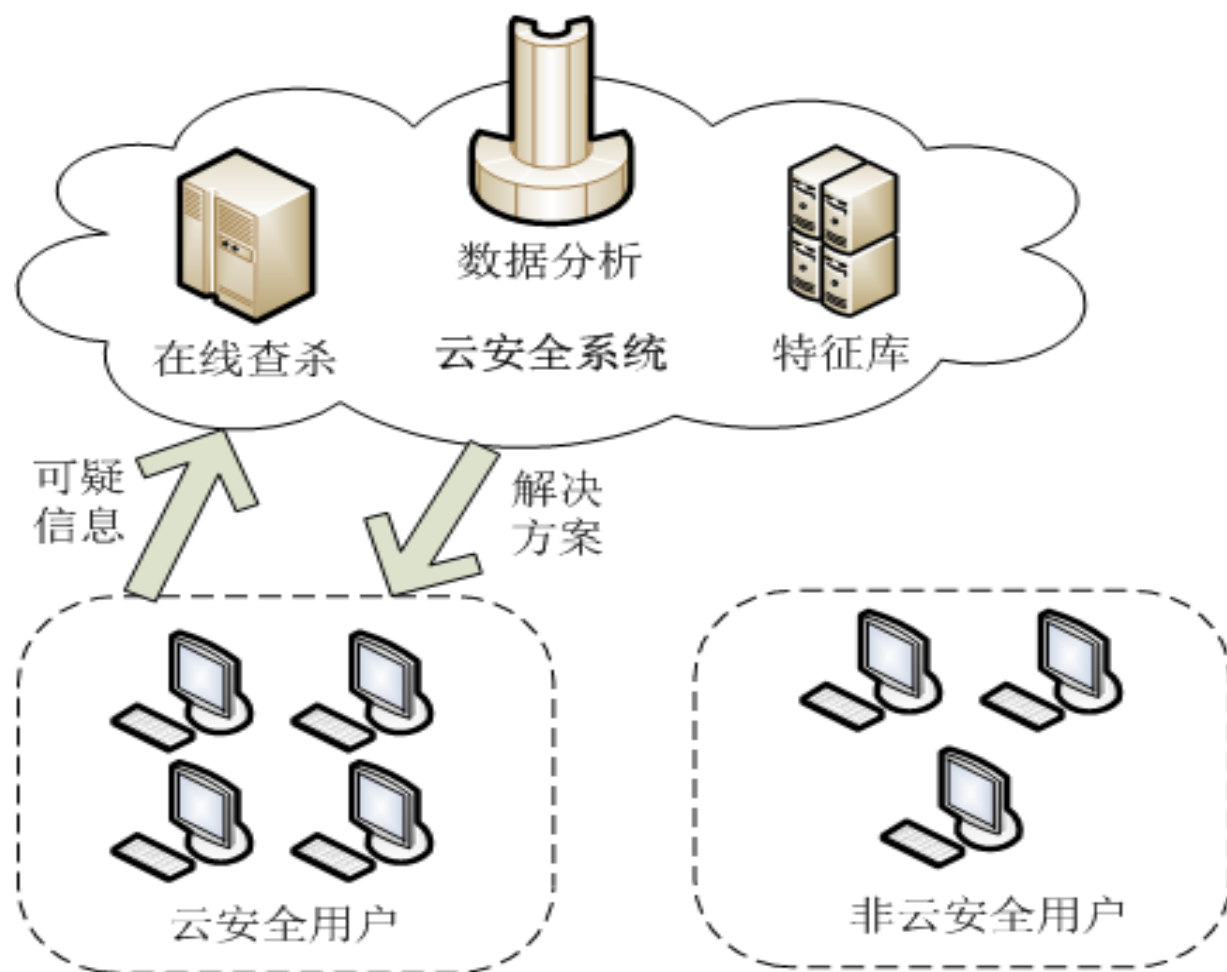 数据分析
在线查杀
云安全系统
特征库
可疑
信息
解决
方案
云安全用户
非云安全用户